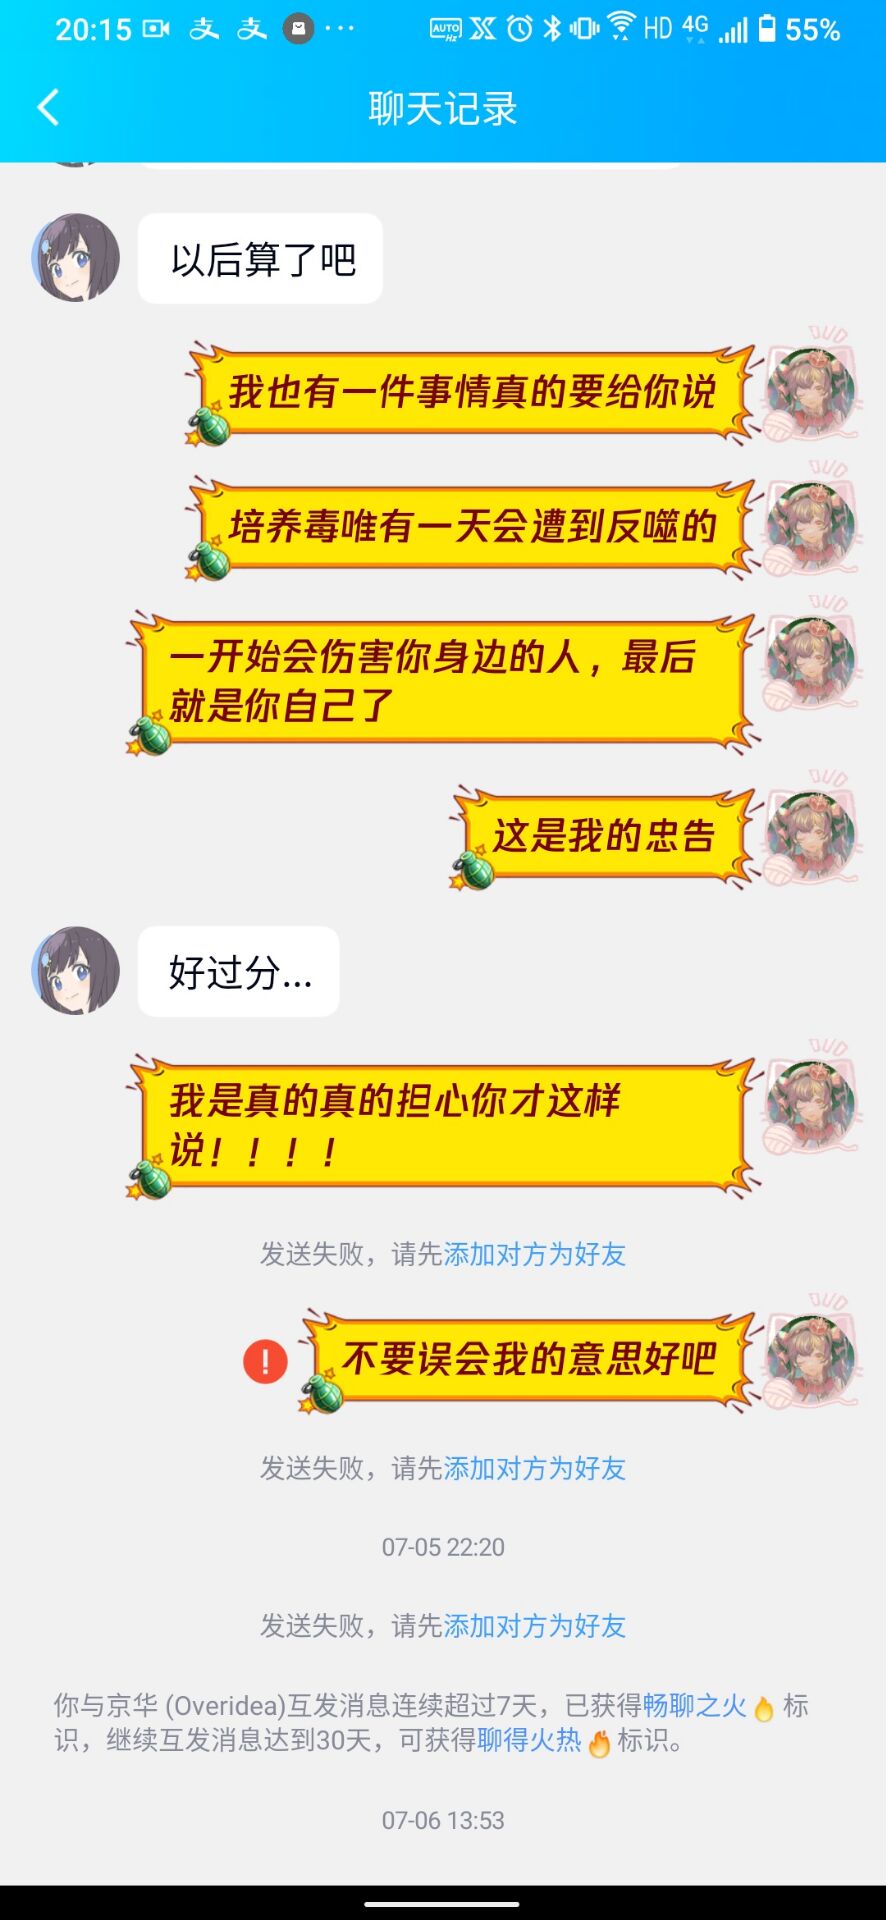 20:15 支 支 ··· AUTO Hz HD 4G 55%
聊天记录
以后算了吧
我也有一件事情真的要给你说
培养毒唯有一天会遭到反噬的
一开始会伤害你身边的人，最后
就是你自己了
这是我的忠告
好过分...
我是真的真的担心你才这样
说！！！！
发送失败，请先添加对方为好友
不要误会我的意思好吧
发送失败，请先添加对方为好友
07-05 22:20
发送失败，请先添加对方为好友
你与京华 (Overidea)互发消息连续超过7天，已获得畅聊之火🔥标
识，继续互发消息达到30天，可获得聊得火热🔥标识。
07-06 13:53